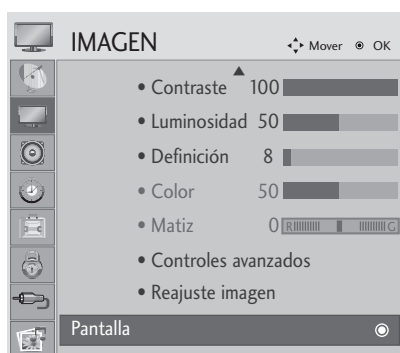 IMAGEN Mover OK
• Contraste 100
• Luminosidad 50
• Definición 8
• Color 50
• Matiz 0 R G
• Controles avanzados
• Reajuste imagen
Pantalla